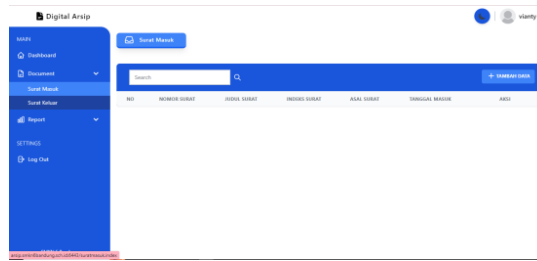 Digital Arsip
vianty
MAIN
Surat Masuk
Dashboard
Document
Search
+ TAMBAH DATA
Surat Masuk
NO NOMOR SURAT JUDUL SURAT INDEKS SURAT ASAL SURAT TANGGAL MASUK AKSI
Surat Keluar
Report
SETTINGS
Log Out